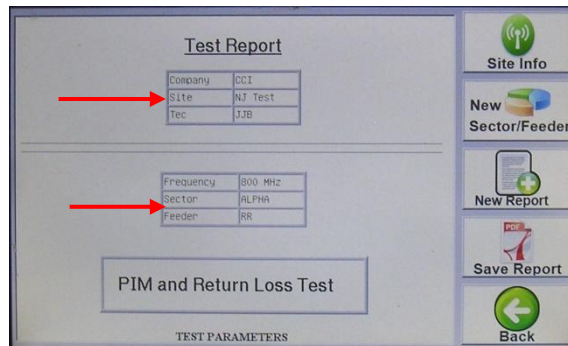 Test Report
Company CCI
Site NJ Test
Tec JJB
Frequency 800 MHz
Sector ALPHA
Feeder RR
PIM and Return Loss Test
TEST PARAMETERS
Site Info
New
Sector/Feeder
New Report
PDF
Save Report
Back